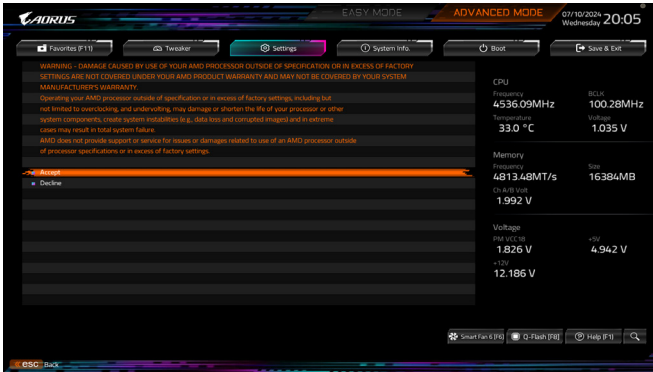 AORUS
EASY MODE
ADVANCED MODE
07/10/2024
Wednesday
20:05
Favorites (F11)
Tweaker
Settings
System Info.
Boot
Save & Exit
WARNING - DAMAGE CAUSED BY USE OF YOUR AMD PROCESSOR OUTSIDE OF SPECIFICATION OR IN EXCESS OF FACTORY
SETTINGS ARE NOT COVERED UNDER YOUR AMD PRODUCT WARRANTY AND MAY NOT BE COVERED BY YOUR SYSTEM
MANUFACTURER'S WARRANTY.
Operating your AMD processor outside of specification or in excess of factory settings, including but
not limited to overclocking, and undervolting, may damage or shorten the life of your processor or other
system components, create system instabilities (e.g., data loss and corrupted images) and in extreme
cases may result in total system failure.
AMD does not provide support or service for issues or damages related to use of an AMD processor outside
of processor specifications or in excess of factory settings.
Accept
Decline
CPU
Frequency BCLK
4536.09MHz 100.28MHz
Temperature Voltage
33.0 °C 1.035 V
Memory
Frequency Size
4813.48MT/s 16384MB
Ch A/B Volt
1.992 V
Voltage
PM VCC18 +5V
1.826 V 4.942 V
+12V
12.186 V
Smart Fan 6 [F6]
Q-Flash [F8]
Help (F1)
esc Back